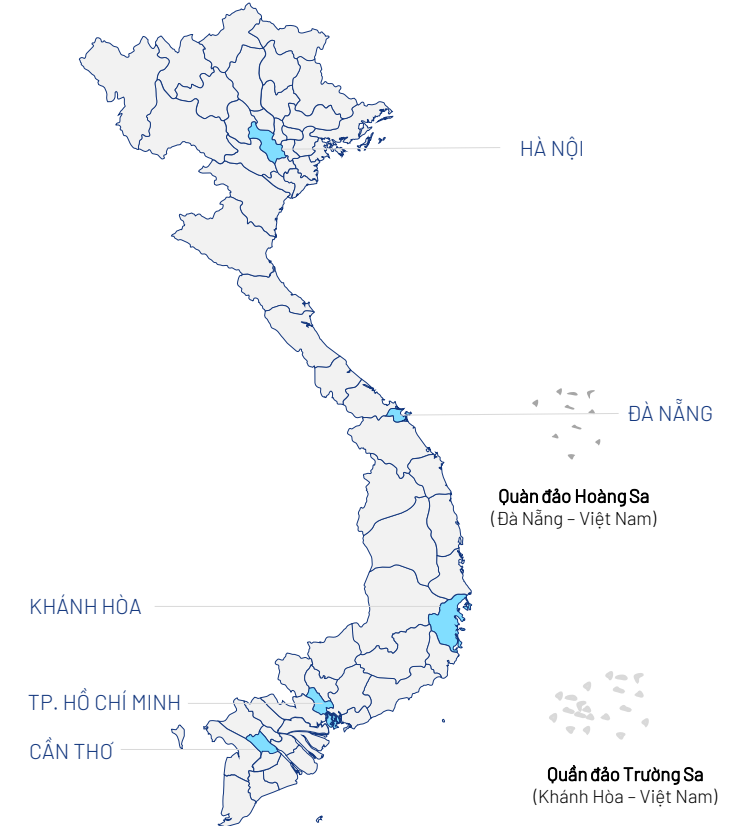 HÀ NỘI
ĐÀ NẴNG
Quàn đảo Hoàng Sa
(Đà Nẵng – Việt Nam)
KHÁNH HÒA
TP. HỒ CHÍ MINH
CẦN THƠ
Quần đảo Trường Sa
(Khánh Hòa – Việt Nam)